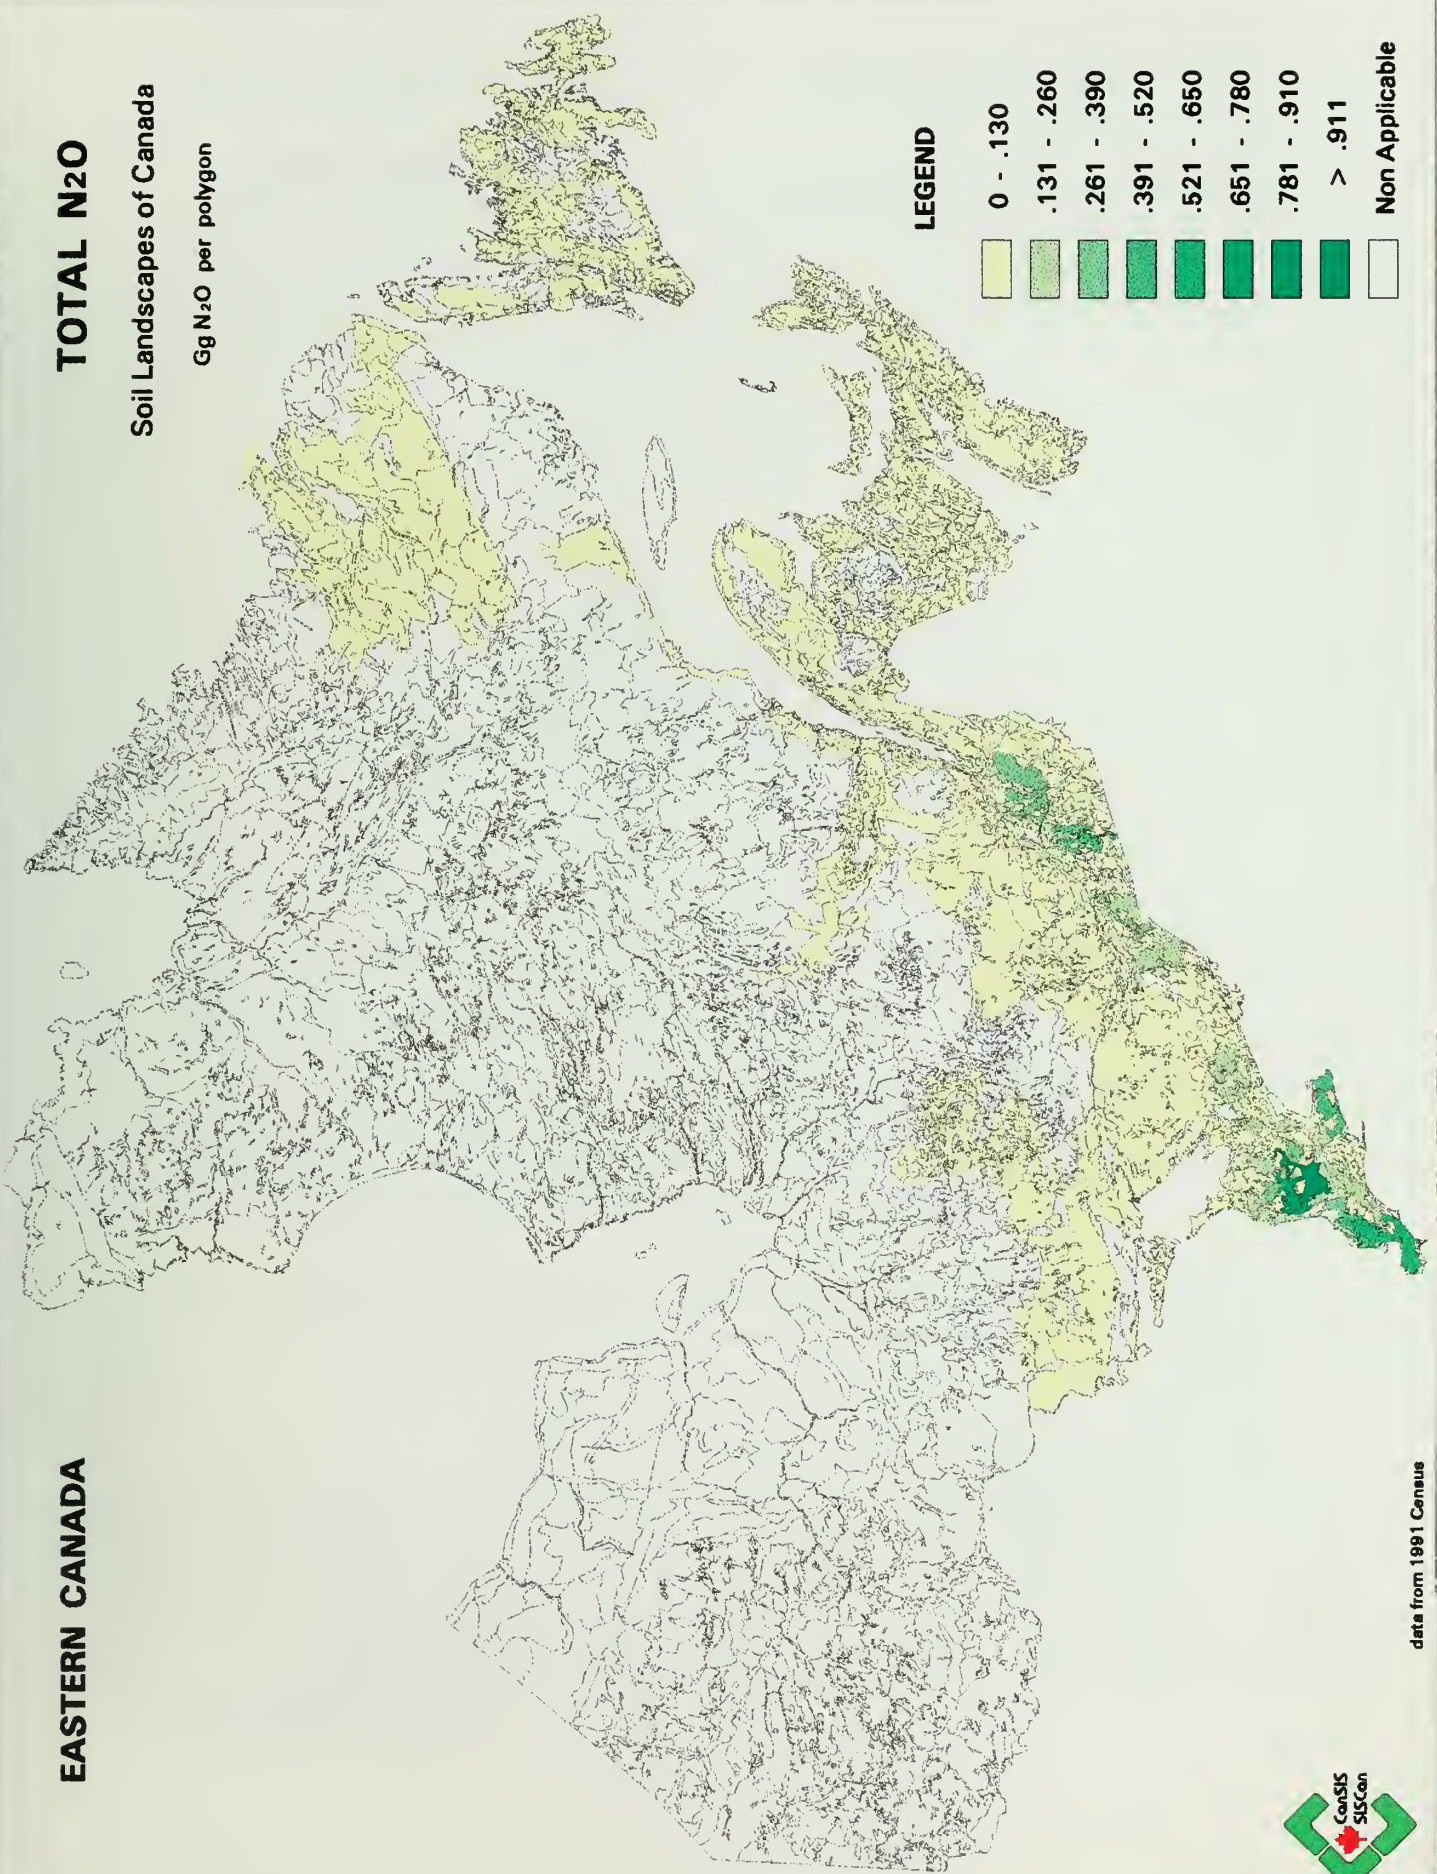 EASTERN CANADA
TOTAL N2O
Soil Landscapes of Canada
Gg N2O per polygon
LEGEND
0 - .130
.131 - .260
.261 - .390
.391 - .520
.521 - .650
.651 - .780
.781 - .910
> .911
Non Applicable
CanSIS
SISCan
data from 1991 Census